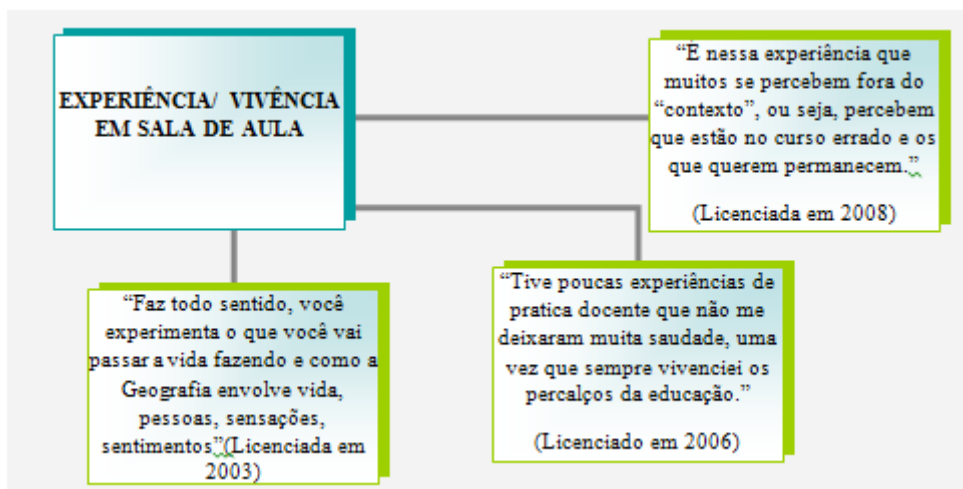 EXPERIÊNCIA/ VIVÊNCIA
EM SALA DE AULA
“É nessa experiência que
muitos se percebem fora do
“contexto”, ou seja, percebem
que estão no curso errado e os
que querem permanecem.”
(Licenciada em 2008)
“Faz todo sentido, você
experimenta o que você vai
passar a vida fazendo e como a
Geografia envolve vida,
pessoas, sensações,
sentimentos”(Licenciada em
2003)
“Tive poucas experiências de
pratica docente que não me
deixaram muita saudade, uma
vez que sempre vivenciei os
percalços da educação.”
(Licenciado em 2006)